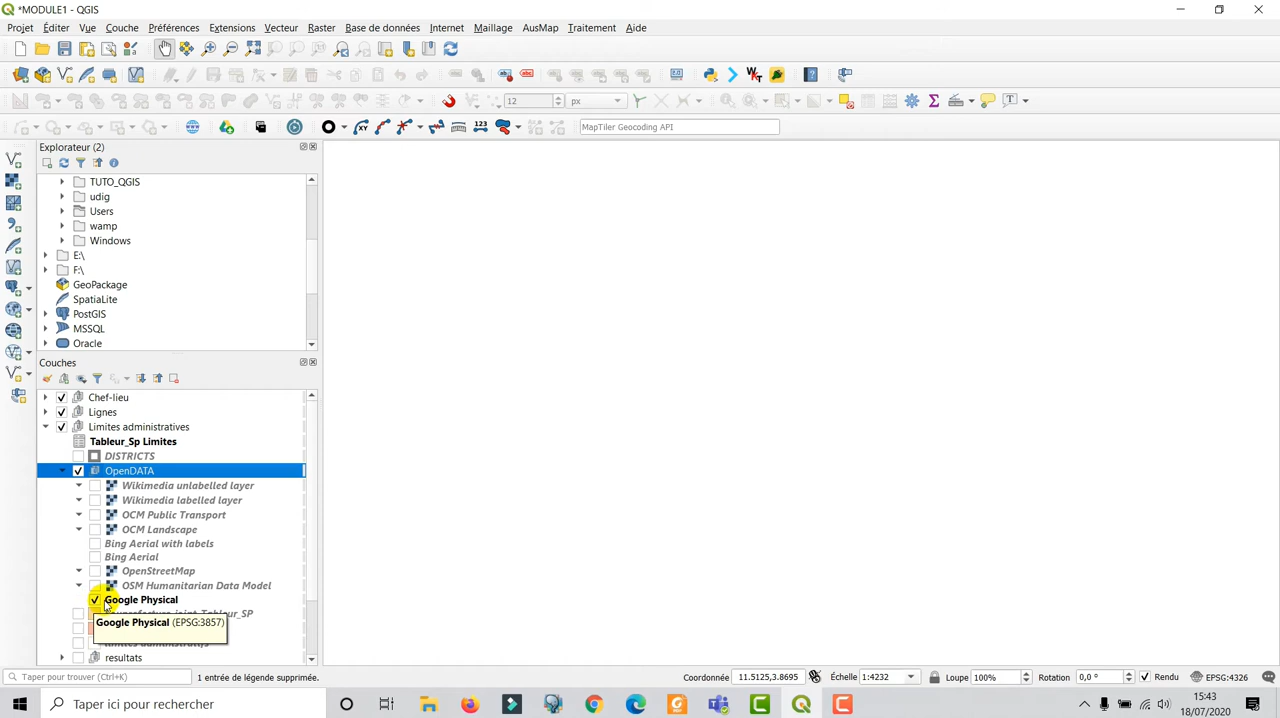 *MODULE1 - QGIS
Projet Éditer Vue Couche Préférences Extensions Vecteur Raster Base de données Internet Maillage AusMap Traitement Aide
12 px
MapTiler Geocoding API
Explorateur (2)
TUTO_QGIS
udig
Users
wamp
Windows
E:\
F:\
GeoPackage
SpatiaLite
PostGIS
MSSQL
Oracle
Couches
Chef-lieu
Lignes
Limites administratives
Tableur_Sp Limites
DISTRICTS
OpenDATA
Wikimedia unlabelled layer
Wikimedia labelled layer
OCM Public Transport
OCM Landscape
Bing Aerial with labels
Bing Aerial
OpenStreetMap
OSM Humanitarian Data Model
Google Physical
Google Physical (EPSG:3857)
resultats
Taper pour trouver (Ctrl+K) 1 entrée de légende supprimée. Coordonnée 11.5125,3.8695 Échelle 1:4232 Loupe 100% Rotation 0,0 ° Rendu EPSG:4326
Taper ici pour rechercher
15:43
18/07/2020